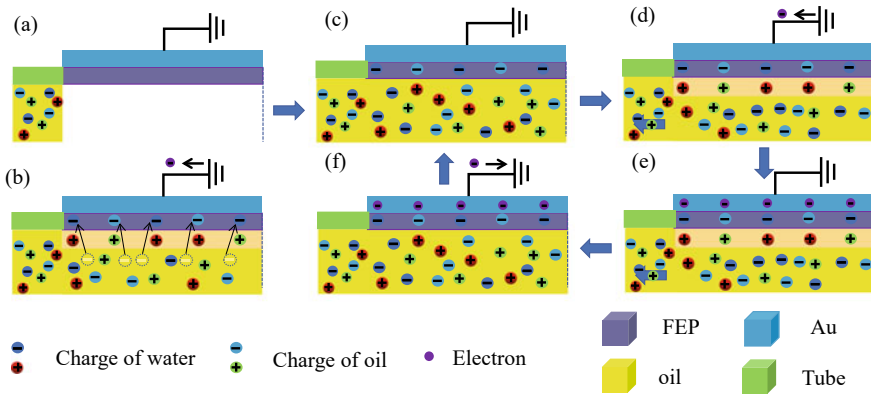 (a)
(c)
(d)
(b)
(f)
(e)
Charge of water
Charge of oil
Electron
FEP
Au
oil
Tube